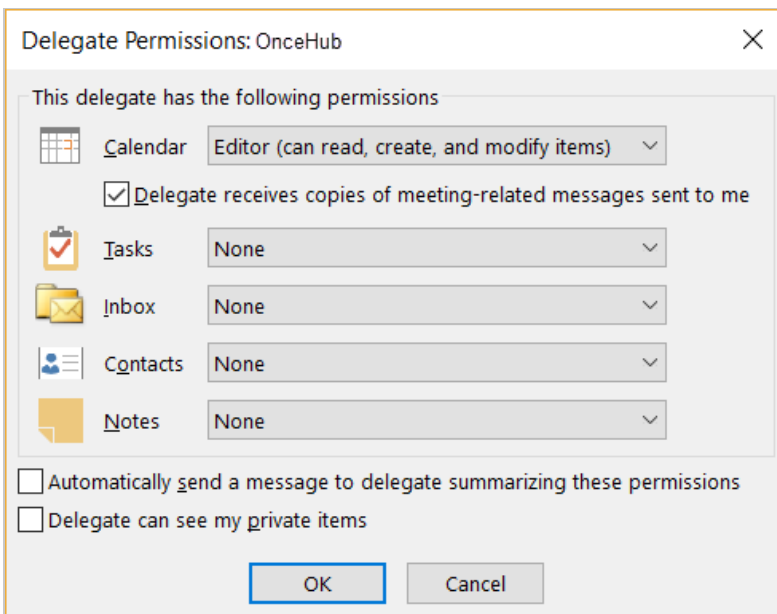 Delegate Permissions: OnceHub
This delegate has the following permissions
Calendar Editor (can read, create, and modify items)
Delegate receives copies of meeting-related messages sent to me
Tasks None
Inbox None
Contacts None
Notes None
Automatically send a message to delegate summarizing these permissions
Delegate can see my private items
OK Cancel